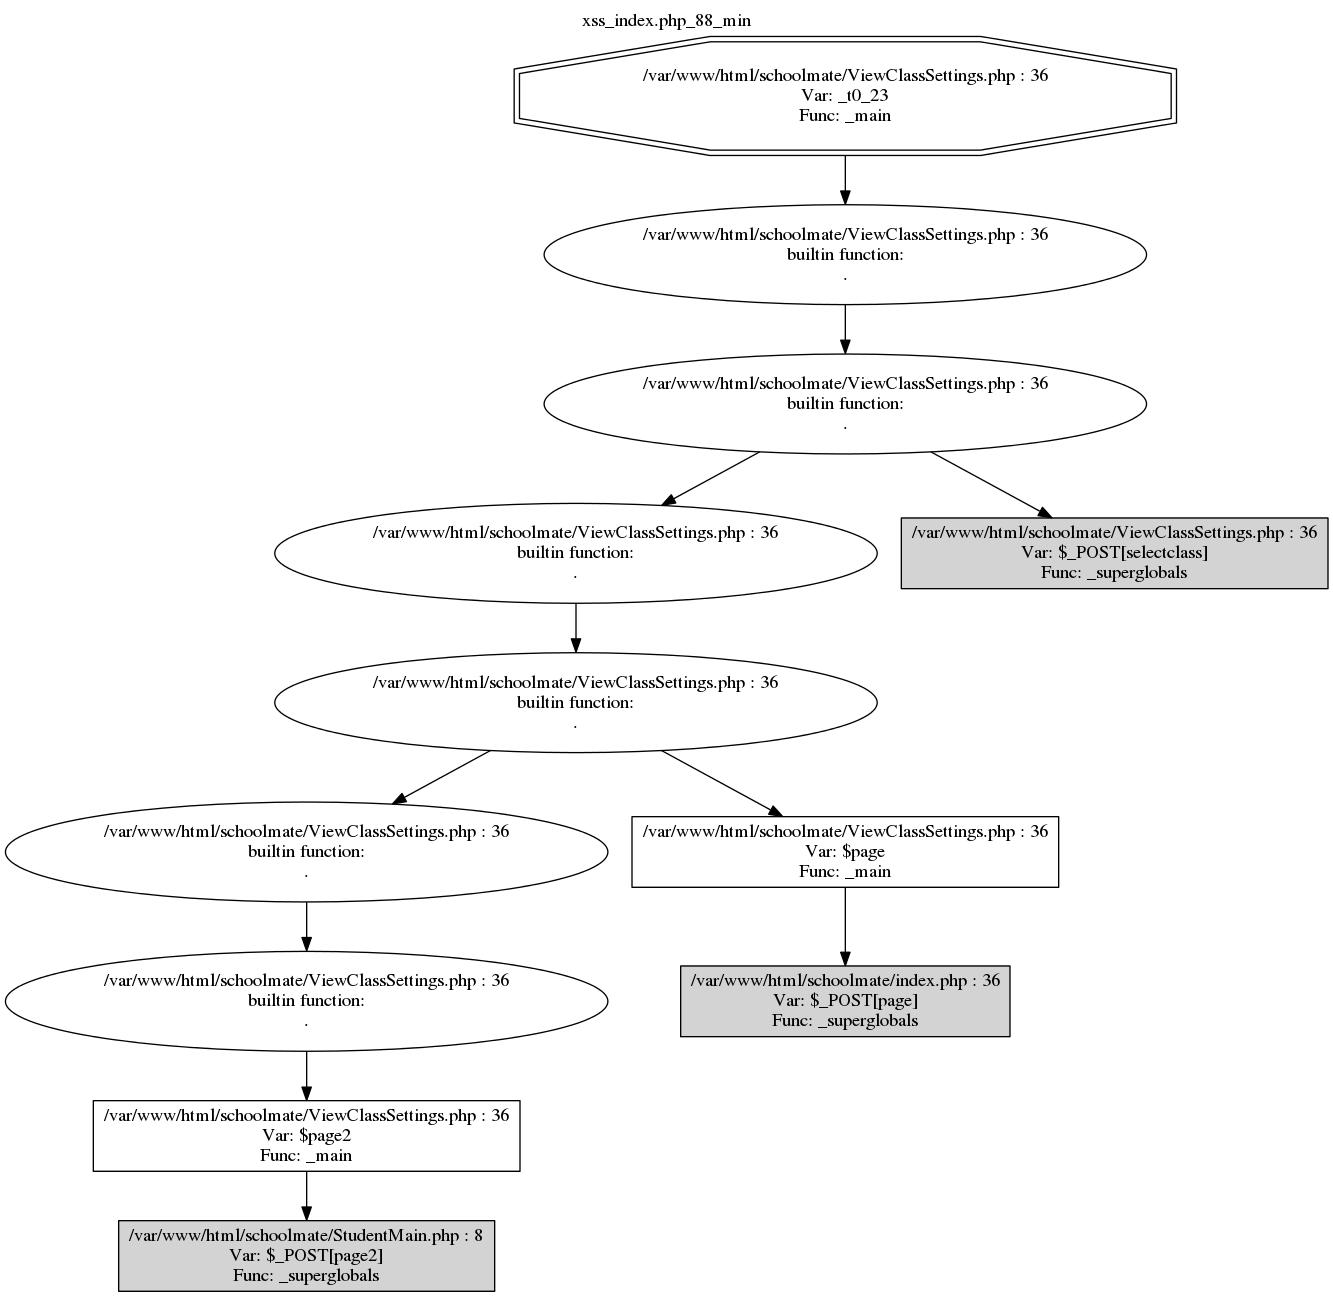 xss_index.php_88_min
/var/www/html/schoolmate/ViewClassSettings.php : 36
Var: _t0_23
Func: _main
/var/www/html/schoolmate/ViewClassSettings.php : 36
builtin function:
.
/var/www/html/schoolmate/ViewClassSettings.php : 36
builtin function:
.
/var/www/html/schoolmate/ViewClassSettings.php : 36
builtin function:
.
/var/www/html/schoolmate/ViewClassSettings.php : 36
Var: $_POST[selectclass]
Func: _superglobals
/var/www/html/schoolmate/ViewClassSettings.php : 36
builtin function:
.
/var/www/html/schoolmate/ViewClassSettings.php : 36
builtin function:
.
/var/www/html/schoolmate/ViewClassSettings.php : 36
Var: $page
Func: _main
/var/www/html/schoolmate/ViewClassSettings.php : 36
builtin function:
.
/var/www/html/schoolmate/index.php : 36
Var: $_POST[page]
Func: _superglobals
/var/www/html/schoolmate/ViewClassSettings.php : 36
Var: $page2
Func: _main
/var/www/html/schoolmate/StudentMain.php : 8
Var: $_POST[page2]
Func: _superglobals